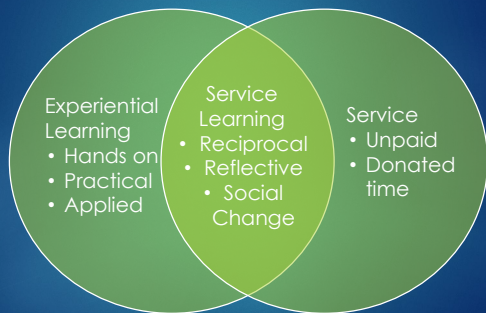 Experiential
Learning
• Hands on
• Practical
• Applied
Service
Learning
• Reciprocal
• Reflective
• Social
Change
Service
• Unpaid
• Donated
time